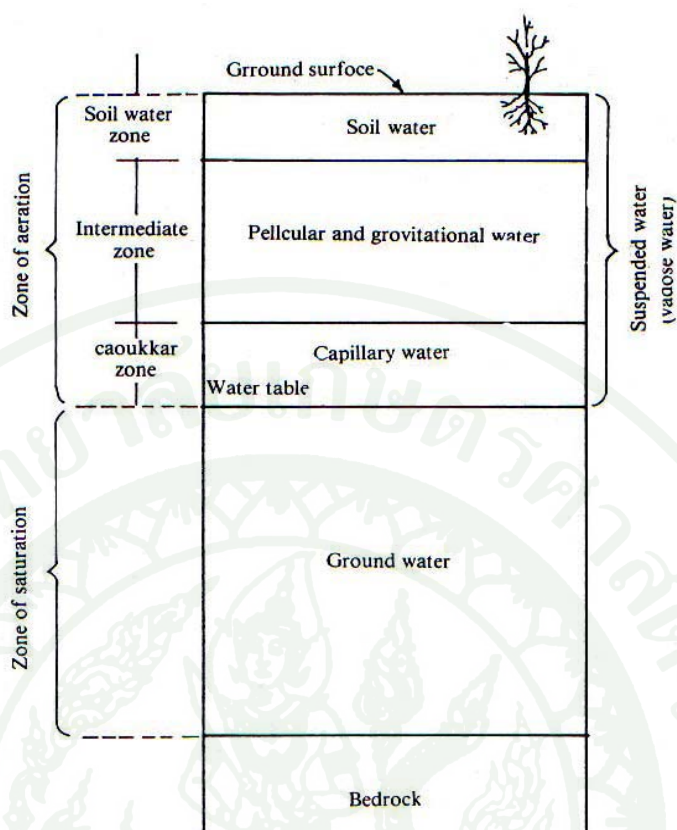 Grround surfoce
Soil water
zone
Soil water
Zone of aeration
Intermediate
zone
Pellcular and grovitational water
Suspended water
(vadose water)
caoukkar
zone
Capillary water
Water table
Zone of saturation
Ground water
Bedrock